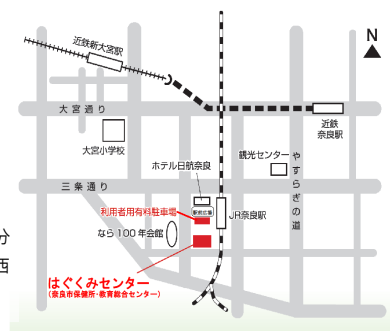 近鉄新大宮駅
N
大宮通り
近鉄
奈良駅
大宮小学校
ホテル日航奈良
観光センター
やすらぎの道
三条通り
利用者用有料駐車場
駅前広場
JR奈良駅
なら100年会館
分
西
はぐくみセンター
(奈良市保健所・教育総合センター)